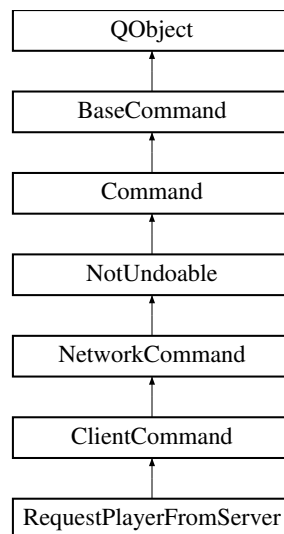 QObject
BaseCommand
Command
NotUndoable
NetworkCommand
ClientCommand
RequestPlayerFromServer